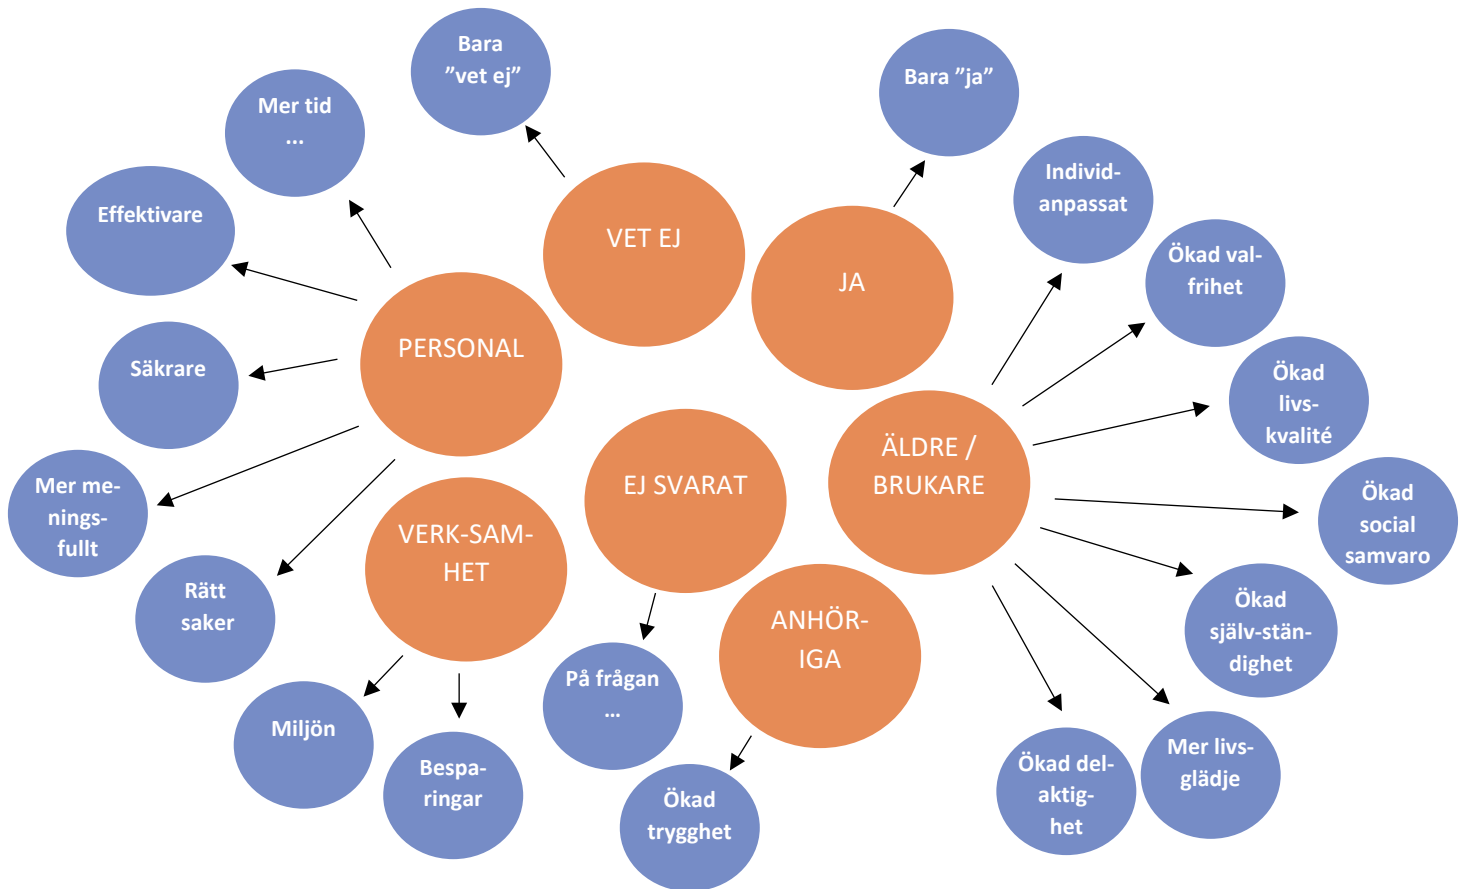 Bara
”vet ej”
Bara ”ja”
Mer tid
...
Individ-
anpassat
Effektivare
VET EJ
JA
Ökad val-
frihet
PERSONAL
Säkrare
Ökad
livs-
kvalité
EJ SVARAT
ÄLDRE /
BRUKARE
Mer me-
nings-
fullt
VERK-SAM-
HET
Ökad
social
samvaro
Rätt
saker
ANHÖR-
IGA
Ökad
själv-stän-
dighet
På frågan
...
Miljön
Bespa-
ringar
Ökad
trygghet
Ökad del-
aktig-
het
Mer livs-
glädje